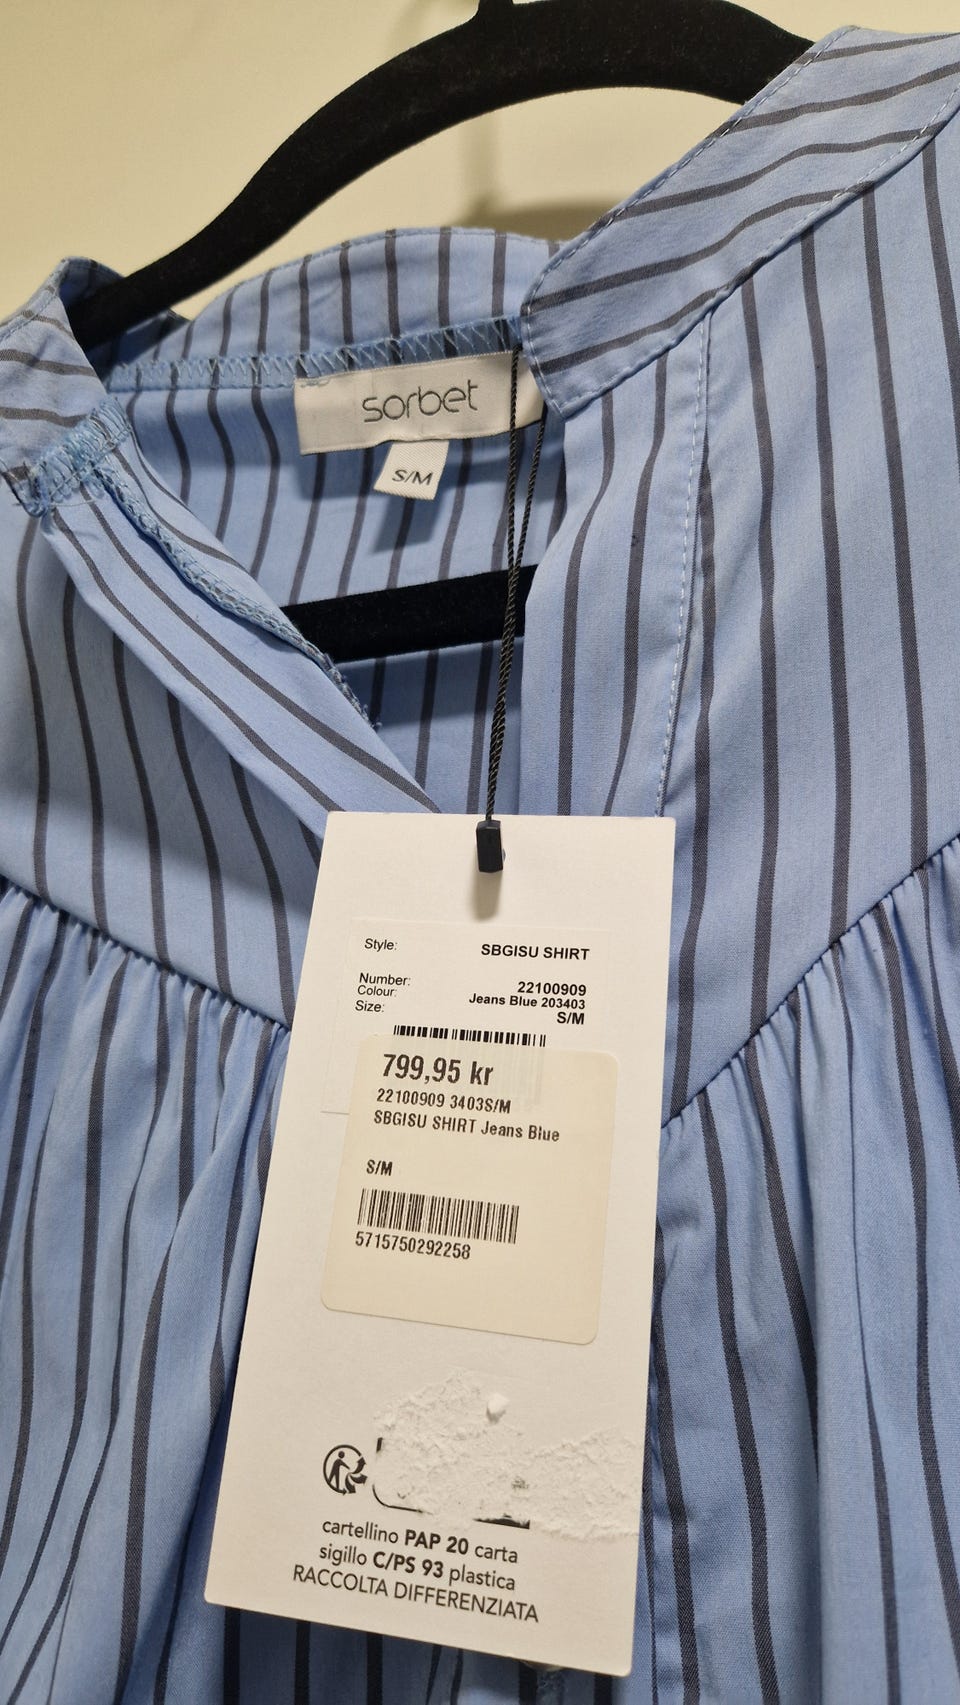 sorbet
S/M
Style: SBGISU SHIRT
Number: 22100909
Colour: Jeans Blue 203403
Size: S/M
799,95 kr
22100909 3403S/M
SBGISU SHIRT Jeans Blue
S/M
5715750292258
cartellino PAP 20 carta
sigillo C/PS 93 plastica
RACCOLTA DIFFERENZIATA